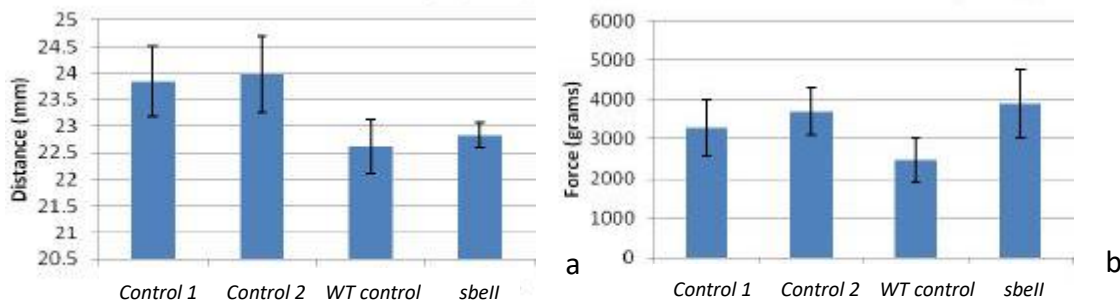 Distance (mm)
25
24.5
24
23.5
23
22.5
22
21.5
21
20.5
Control 1 Control 2 WT control sbeII
a
Force (grams)
6000
5000
4000
3000
2000
1000
0
Control 1 Control 2 WT control sbeII
b